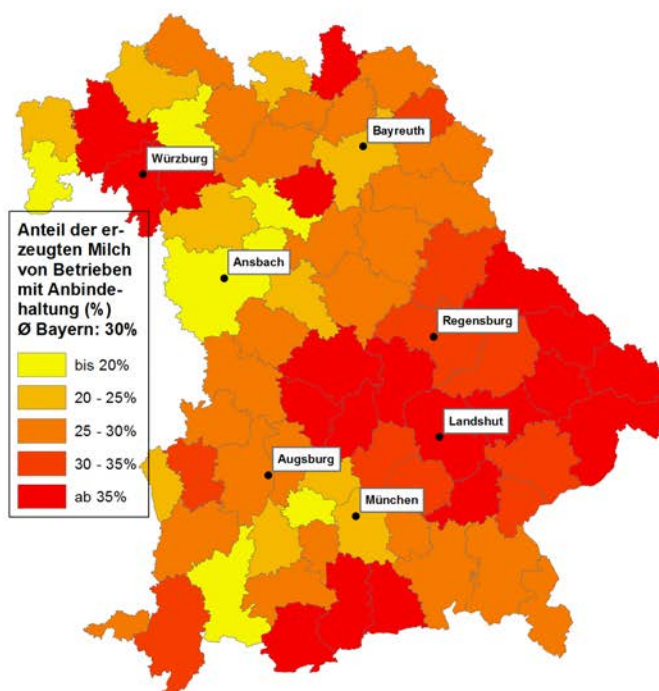 Bayreuth
Würzburg
Anteil der er-
zeugten Milch
von Betrieben
mit Anbinde-
haltung (%)
Ø Bayern: 30%
bis 20%
20 - 25%
25 - 30%
30 - 35%
ab 35%
Ansbach
Regensburg
Landshut
Augsburg
München